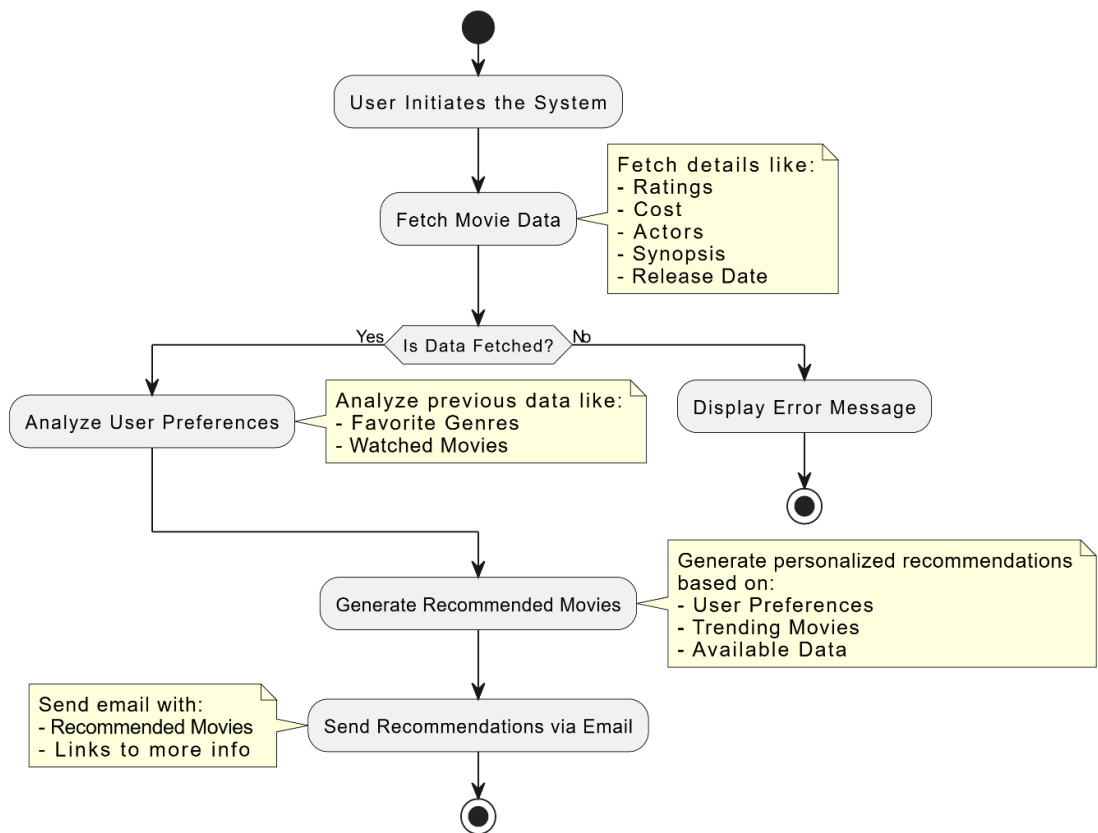 User Initiates the System
Fetch Movie Data
Fetch details like:
- Ratings
- Cost
- Actors
- Synopsis
- Release Date
Yes
Is Data Fetched?
No
Analyze User Preferences
Analyze previous data like:
- Favorite Genres
- Watched Movies
Display Error Message
Generate Recommended Movies
Generate personalized recommendations
based on:
- User Preferences
- Trending Movies
- Available Data
Send email with:
- Recommended Movies
- Links to more info
Send Recommendations via Email